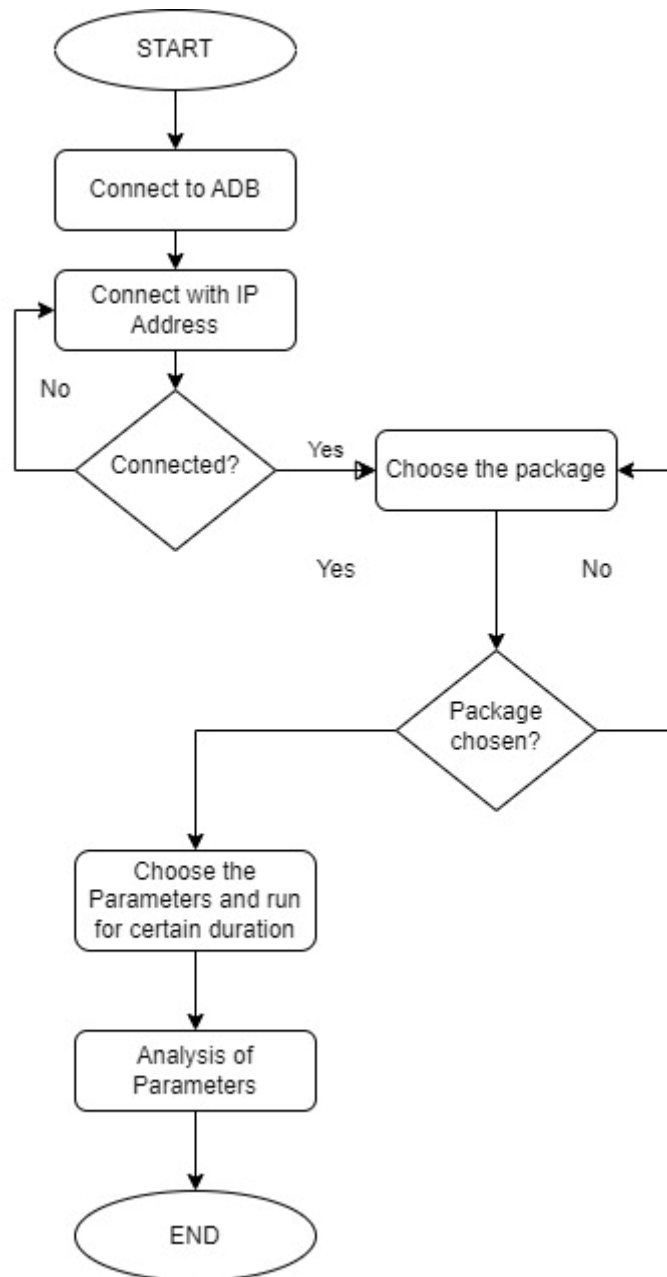 START
Connect to ADB
Connect with IP
Address
No
Connected?
Yes
Choose the package
Yes
No
Package
chosen?
Choose the
Parameters and run
for certain duration
Analysis of
Parameters
END